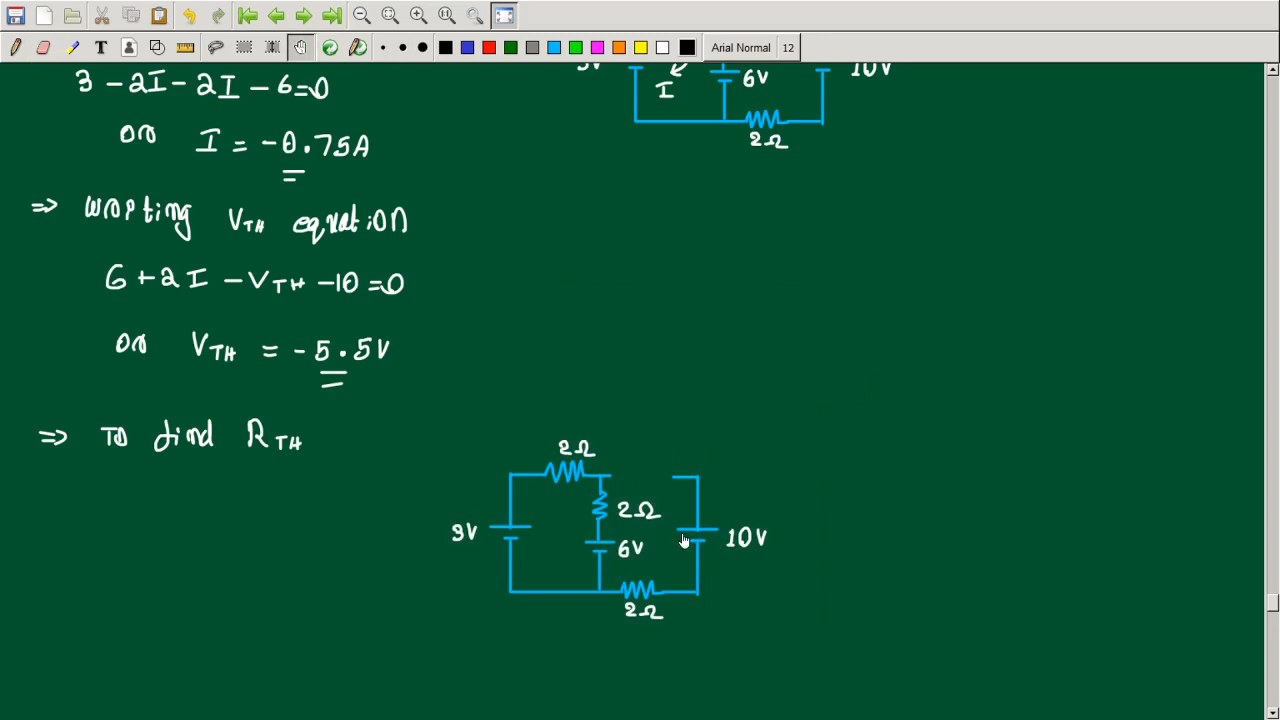 Arial Normal 12
3 - 2I - 2I - 6 = 0
or I = -0.75A
⇒ writing VTH equation
6 + 2I - VTH - 10 = 0
or VTH = -5.5V
⇒ To find RTH
I
6V
10V
2Ω
2Ω
2Ω
3V
6V
10V
2Ω